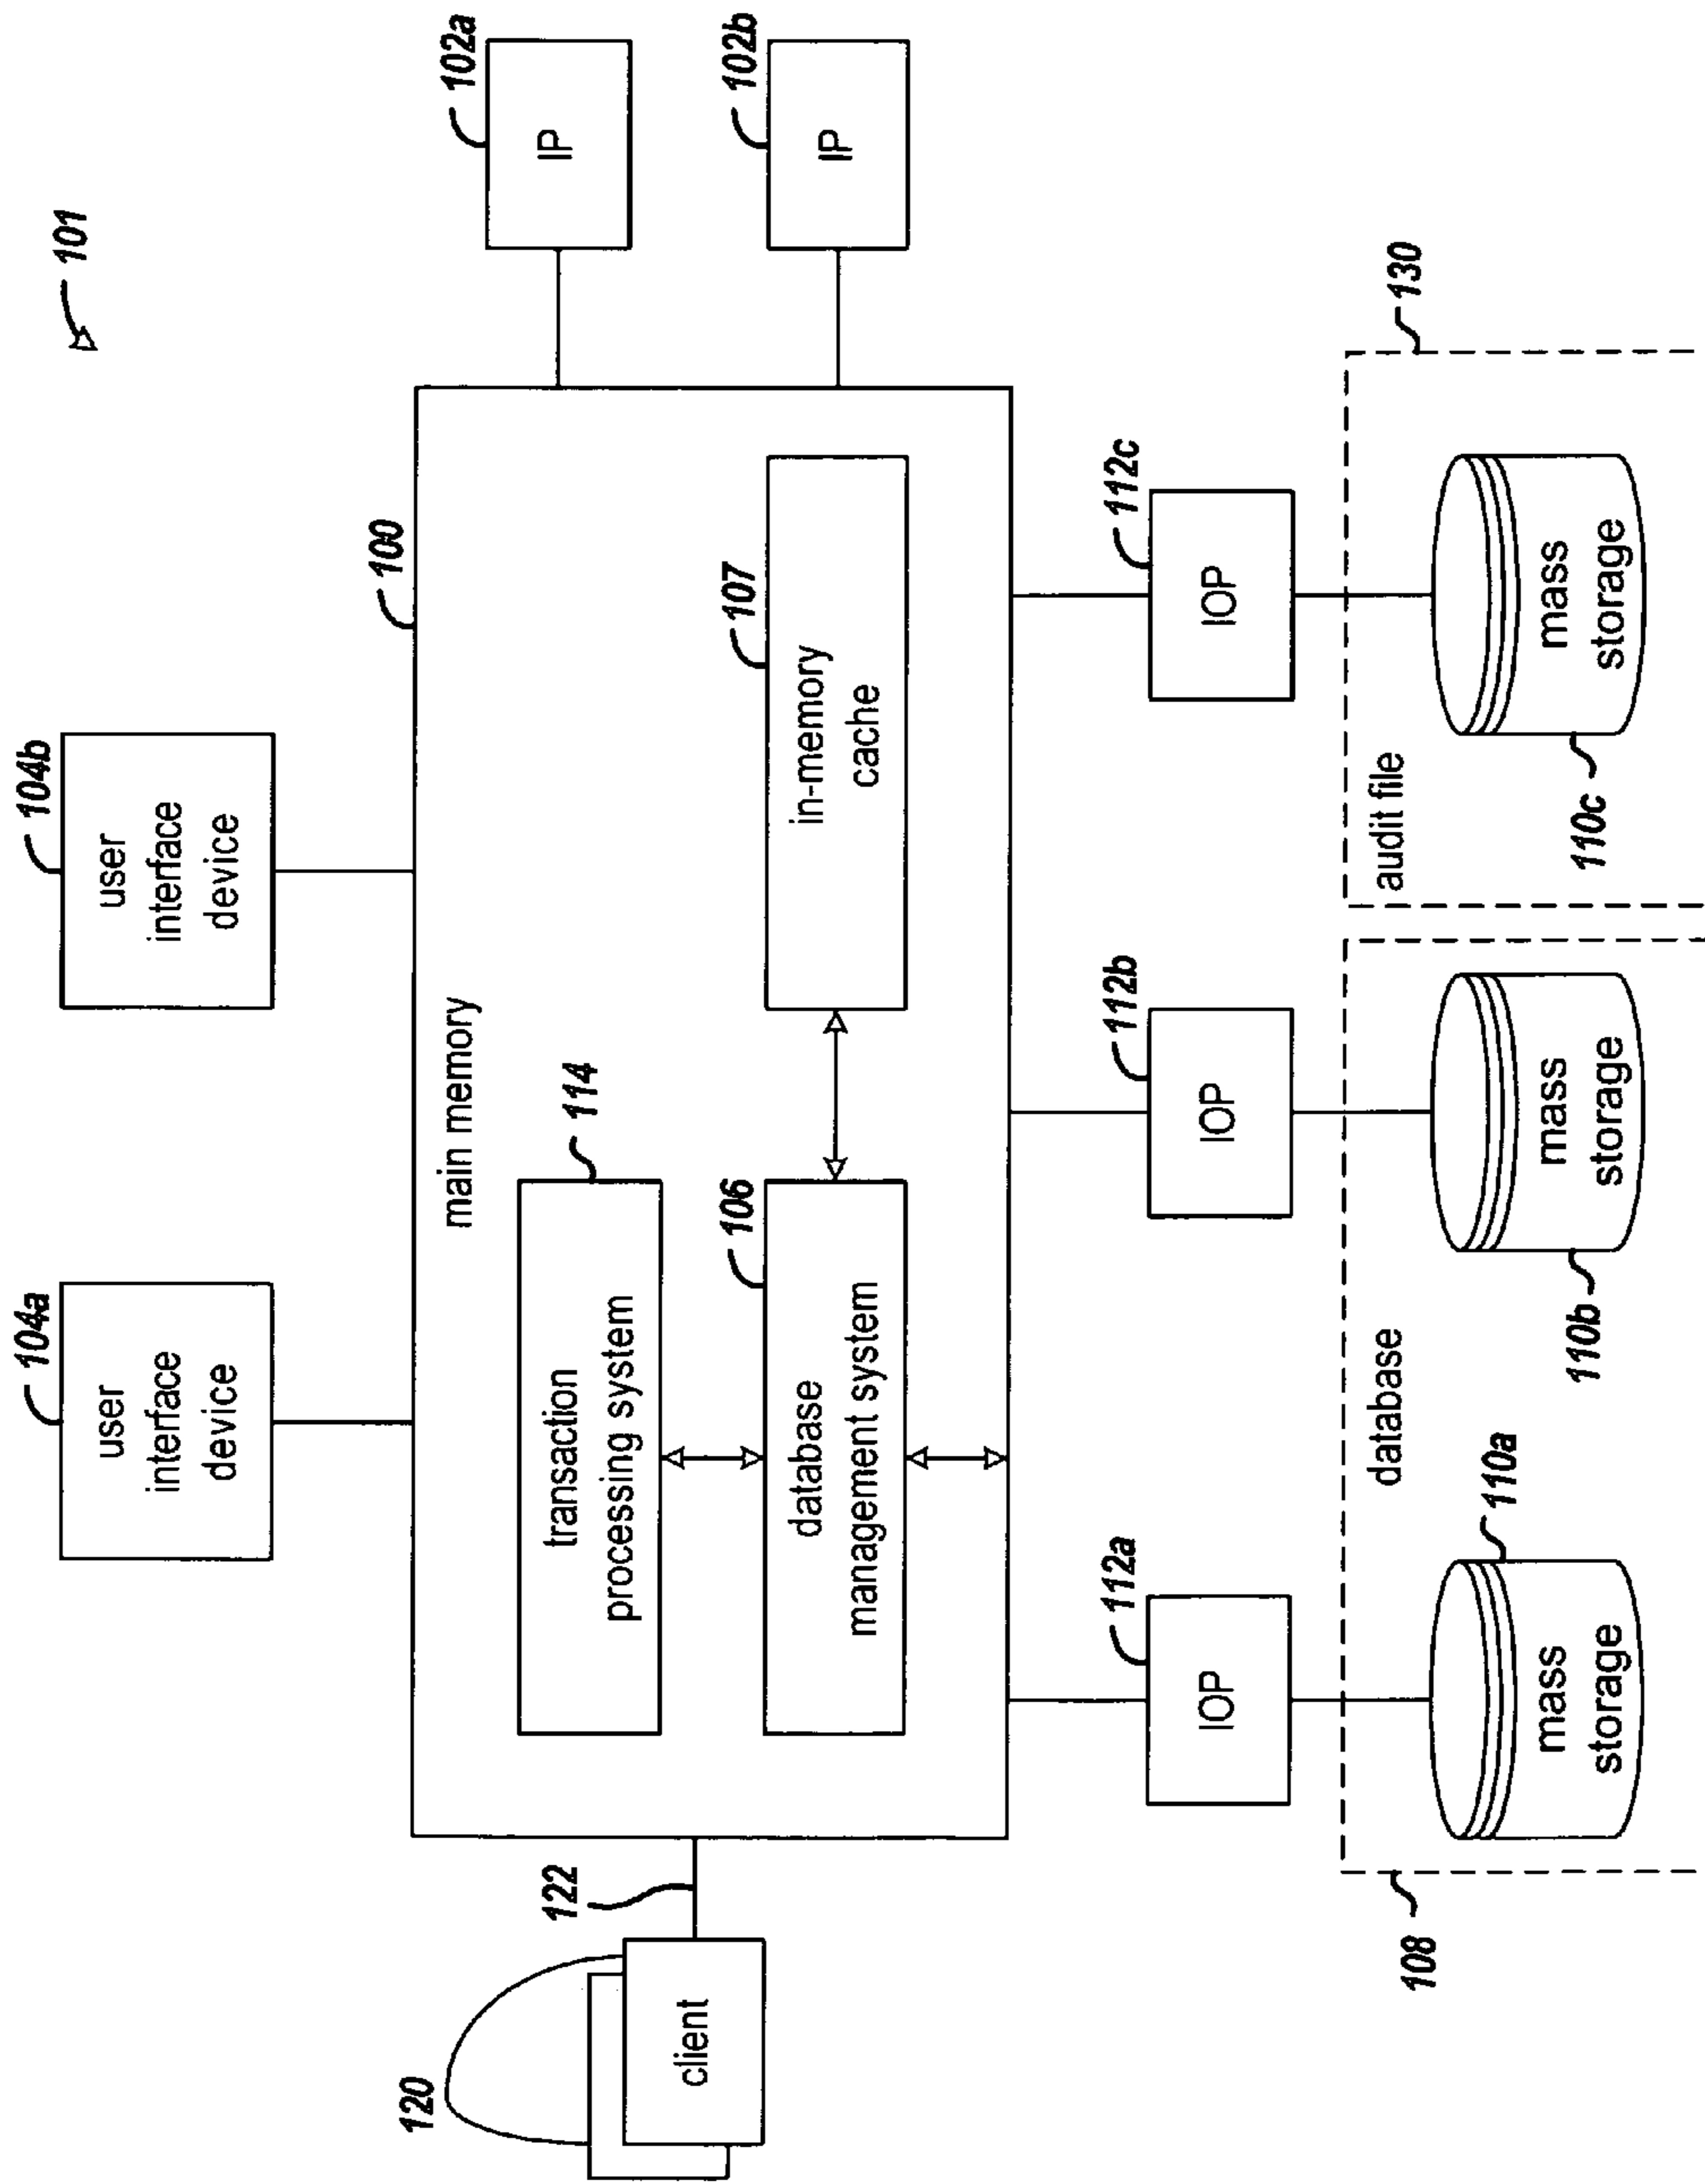 101
104a
user
interface
device
104b
user
interface
device
102a
IP
102b
IP
100
main memory
114
transaction
processing system
106
database
management system
107
in-memory
cache
120
client
122
112a
IOP
112b
IOP
112c
IOP
108
database
110a
mass
storage
110b
mass
storage
130
audit file
110c
mass
storage